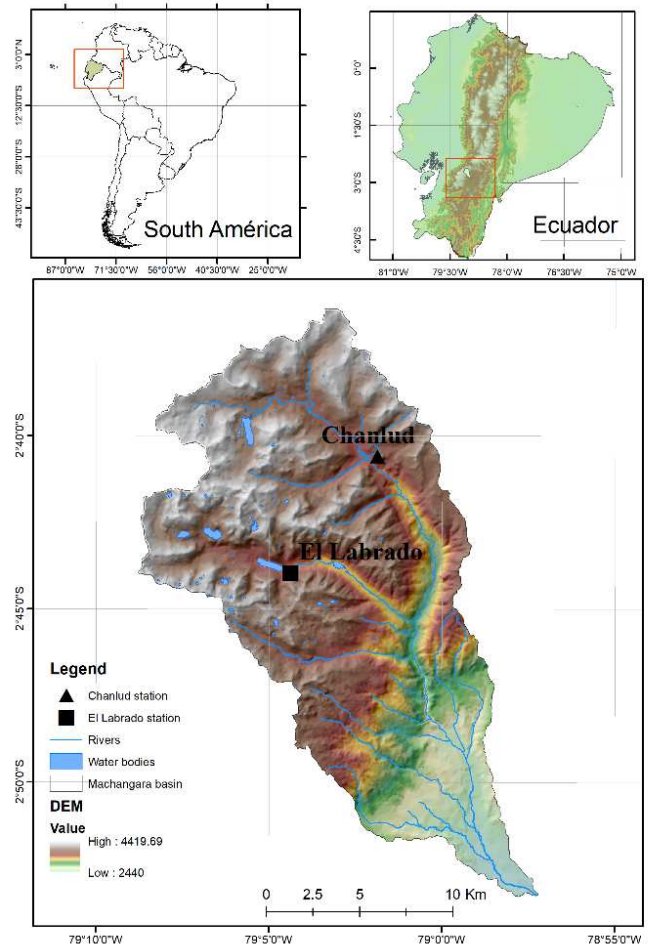 3°0'0"N
12°30'0"S
28°0'0"S
43°30'0"S
South América
87°0'0"W 71°30'0"W 56°0'0"W 40°30'0"W 25°0'0"W
0°
1°30'S
3°0'S
4°30'S
Ecuador
81°0'W 79°30'W 78°0'W 76°30'W 75°0'W
2°40'0"S
Chanlud
El Labrado
2°45'0"S
Legend
Chanlud station
El Labrado station
Rivers
Water bodies
Machangara basin
2°50'0"S
DEM
Value
High : 4419.69
Low : 2440
0 2.5 5 10 Km
79°10'0"W 79°5'0"W 79°0'0"W 78°55'0"W